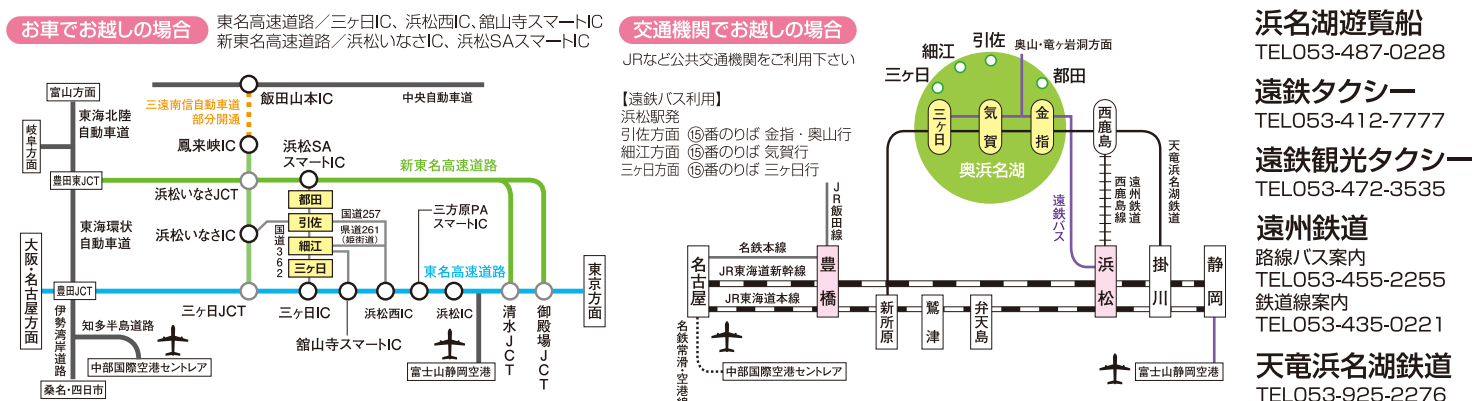 お車でお越しの場合
東名高速道路／三ヶ日IC、浜松西IC、舘山寺スマートIC
新東名高速道路／浜松いなさIC、浜松SAスマートIC
富山方面
岐阜方面
東海北陸
自動車道
豊田東JCT
東海環状
自動車道
大阪・名古屋方面
豊田JCT
伊勢湾岸道路
知多半島道路
中部国際空港セントレア
桑名・四日市
飯田山本IC
中央自動車道
三遠南信自動車道
部分開通
鳳来峡IC
浜松SA
スマートIC
新東名高速道路
浜松いなさJCT
都田
引佐
細江
三ヶ日
国道257
県道261
(姫街道)
国道362
浜松いなさIC
三方原PA
スマートIC
東名高速道路
東京方面
三ヶ日JCT
三ヶ日IC
舘山寺スマートIC
浜松西IC
浜松IC
清水JCT
御殿場JCT
富士山静岡空港
交通機関でお越しの場合
JRなど公共交通機関をご利用下さい
【遠鉄バス利用】
浜松駅発
引佐方面 ⑮番のりば 金指・奥山行
細江方面 ⑮番のりば 気賀行
三ヶ日方面 ⑮番のりば 三ヶ日行
三ヶ日
細江
引佐
奥山・竜ヶ岩洞方面
都田
三ヶ日
気賀
金指
奥浜名湖
西鹿島
天竜浜名湖鉄道
遠州鉄道
西鹿島線
遠鉄バス
JR飯田線
名古屋
名鉄本線
JR東海道新幹線
JR東海道本線
豊橋
新所原
鷲津
弁天島
浜松
掛川
静岡
名鉄常滑・空港線
中部国際空港セントレア
富士山静岡空港
浜名湖遊覧船
TEL053-487-0228
遠鉄タクシー
TEL053-412-7777
遠鉄観光タクシー
TEL053-472-3535
遠州鉄道
路線バス案内
TEL053-455-2255
鉄道線案内
TEL053-435-0221
天竜浜名湖鉄道
TEL053-925-2276